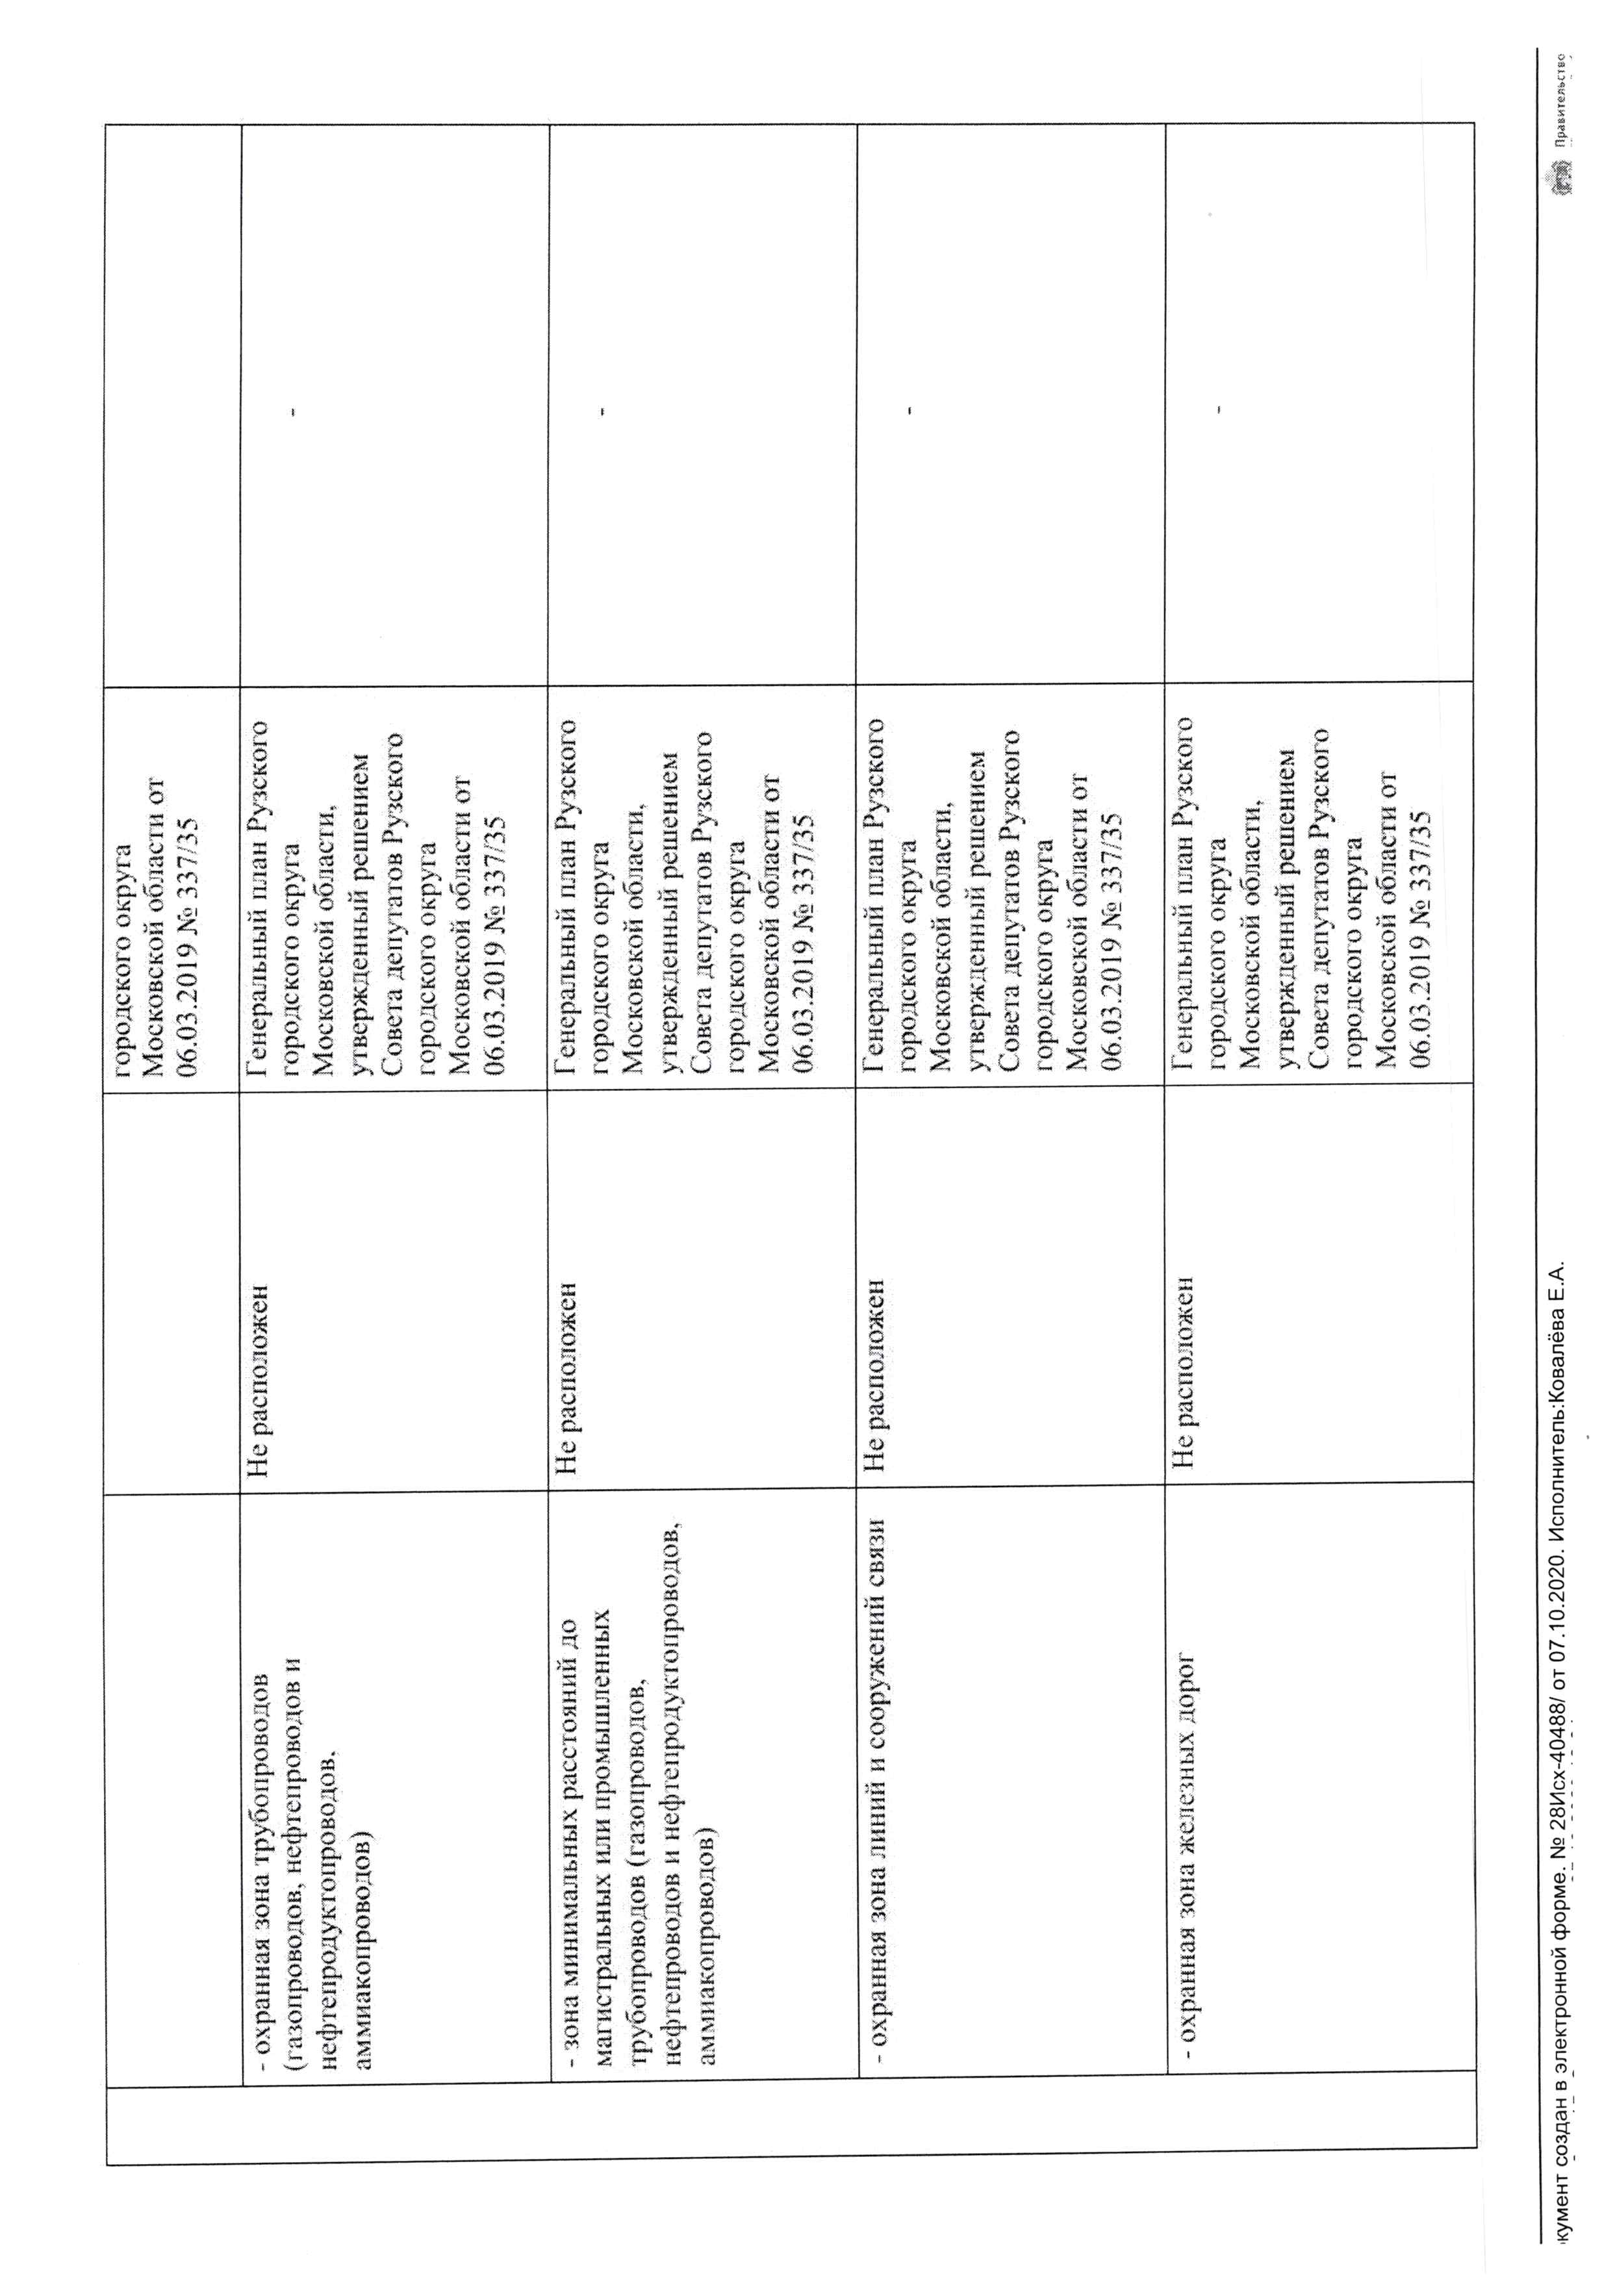 городского округа
Московской области от
06.03.2019 № 337/35
- охранная зона трубопроводов
(газопроводов, нефтепроводов и
нефтепродуктопроводов,
аммиакопроводов)
Не расположен
Генеральный план Рузского
городского округа
Московской области,
утвержденный решением
Совета депутатов Рузского
городского округа
Московской области от
06.03.2019 № 337/35
-
- зона минимальных расстояний до
магистральных или промышленных
трубопроводов (газопроводов,
нефтепроводов и нефтепродуктопроводов,
аммиакопроводов)
Не расположен
Генеральный план Рузского
городского округа
Московской области,
утвержденный решением
Совета депутатов Рузского
городского округа
Московской области от
06.03.2019 № 337/35
-
- охранная зона линий и сооружений связи
Не расположен
Генеральный план Рузского
городского округа
Московской области,
утвержденный решением
Совета депутатов Рузского
городского округа
Московской области от
06.03.2019 № 337/35
-
- охранная зона железных дорог
Не расположен
Генеральный план Рузского
городского округа
Московской области,
утвержденный решением
Совета депутатов Рузского
городского округа
Московской области от
06.03.2019 № 337/35
-
кумент создан в электронной форме. № 28Исх-40488/ от 07.10.2020. Исполнитель:Ковалёва Е.А.
Правительство